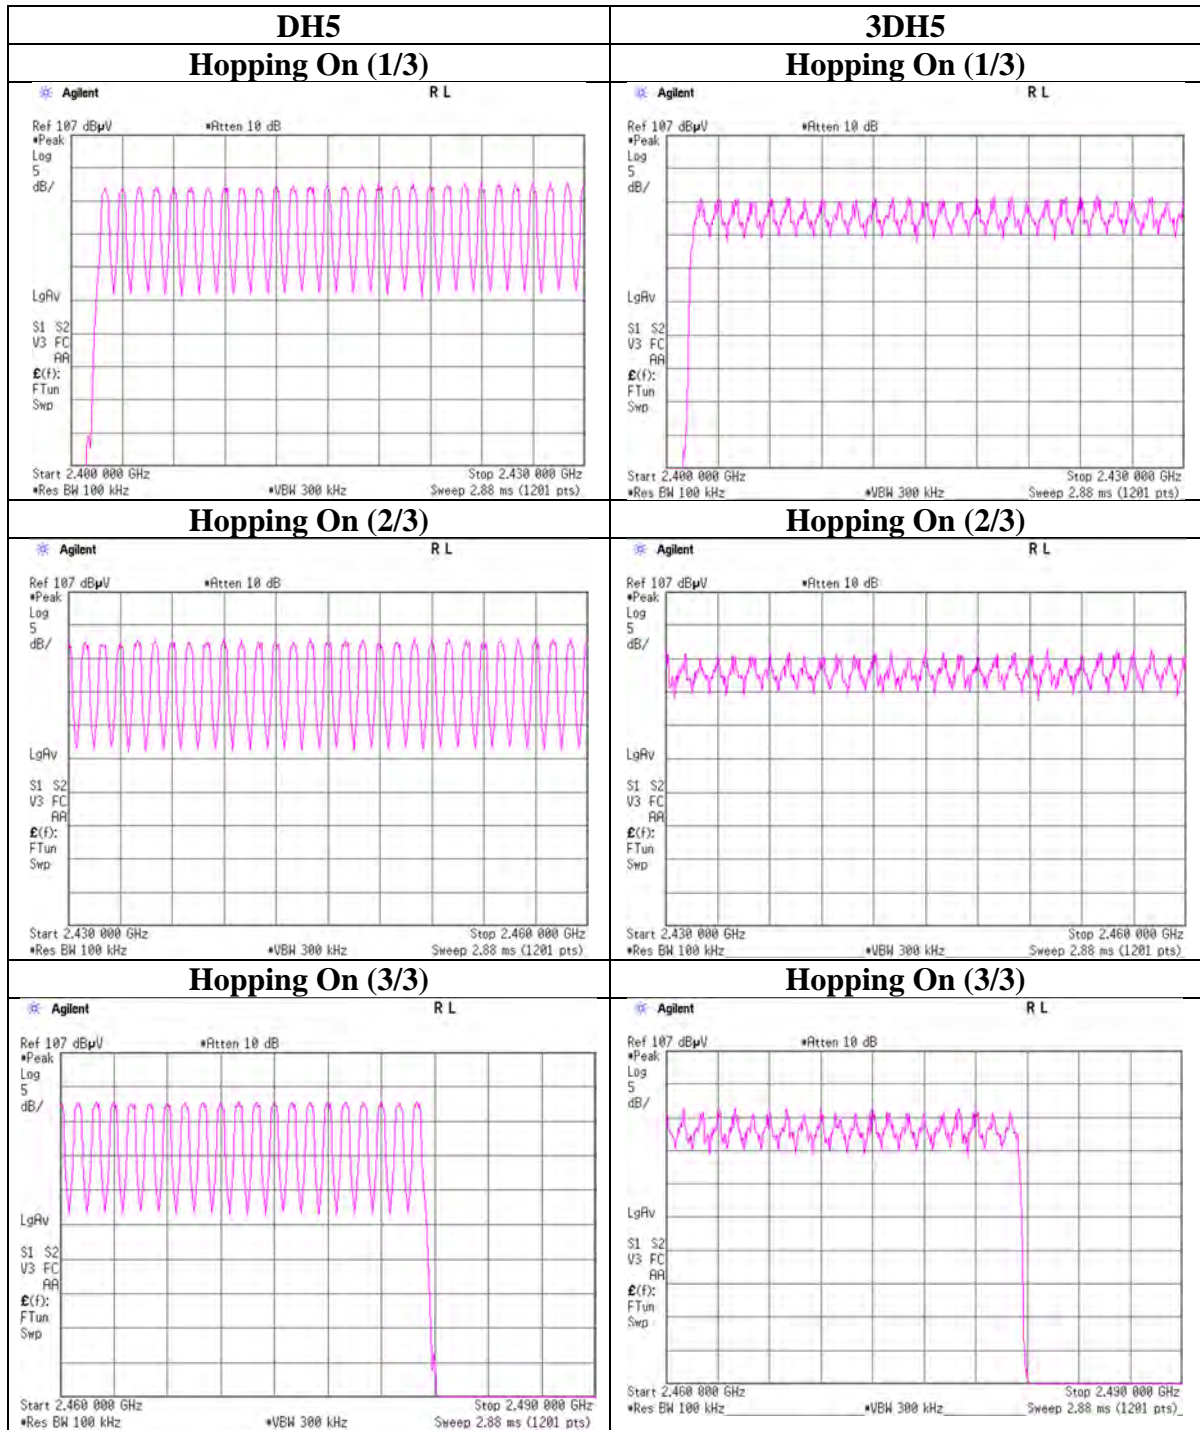 DH5 3DH5
Hopping On (1/3) Hopping On (1/3)
Agilent R L
Ref 107 dBµV *Atten 10 dB
*Peak
Log
5
dB/
LgAv
S1 S2
V3 FC
AA
£(f):
FTun
Swp
Start 2.400 000 GHz Stop 2.430 000 GHz
*Res BW 100 kHz *VBW 300 kHz Sweep 2.88 ms (1201 pts)
Agilent R L
Ref 107 dBµV *Atten 10 dB
*Peak
Log
5
dB/
LgAv
S1 S2
V3 FC
AA
£(f):
FTun
Swp
Start 2.400 000 GHz Stop 2.430 000 GHz
*Res BW 100 kHz *VBW 300 kHz Sweep 2.88 ms (1201 pts)
Hopping On (2/3) Hopping On (2/3)
Agilent R L
Ref 107 dBµV *Atten 10 dB
*Peak
Log
5
dB/
LgAv
S1 S2
V3 FC
AA
£(f):
FTun
Swp
Start 2.430 000 GHz Stop 2.460 000 GHz
*Res BW 100 kHz *VBW 300 kHz Sweep 2.88 ms (1201 pts)
Agilent R L
Ref 107 dBµV *Atten 10 dB
*Peak
Log
5
dB/
LgAv
S1 S2
V3 FC
AA
£(f):
FTun
Swp
Start 2.430 000 GHz Stop 2.460 000 GHz
*Res BW 100 kHz *VBW 300 kHz Sweep 2.88 ms (1201 pts)
Hopping On (3/3) Hopping On (3/3)
Agilent R L
Ref 107 dBµV *Atten 10 dB
*Peak
Log
5
dB/
LgAv
S1 S2
V3 FC
AA
£(f):
FTun
Swp
Start 2.460 000 GHz Stop 2.490 000 GHz
*Res BW 100 kHz *VBW 300 kHz Sweep 2.88 ms (1201 pts)
Agilent R L
Ref 107 dBµV *Atten 10 dB
*Peak
Log
5
dB/
LgAv
S1 S2
V3 FC
AA
£(f):
FTun
Swp
Start 2.460 000 GHz Stop 2.490 000 GHz
*Res BW 100 kHz *VBW 300 kHz Sweep 2.88 ms (1201 pts)